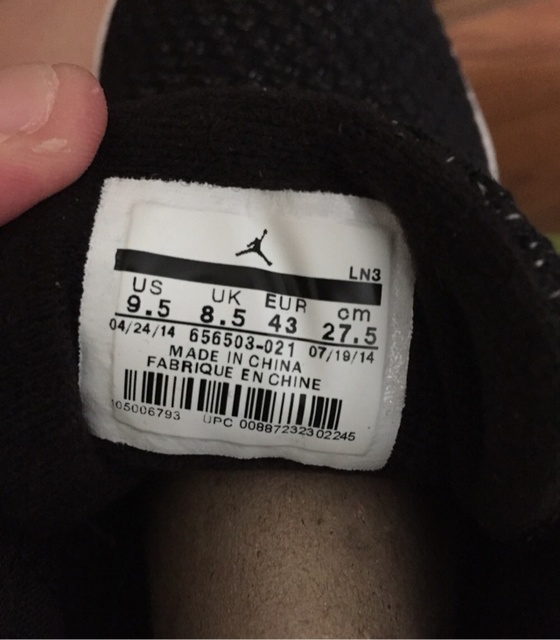 LN3
US UK EUR cm
9.5 8.5 43 27.5
04/24/14 656503-021 07/19/14
MADE IN CHINA
FABRIQUE EN CHINE
105006793 UPC 00887232302245